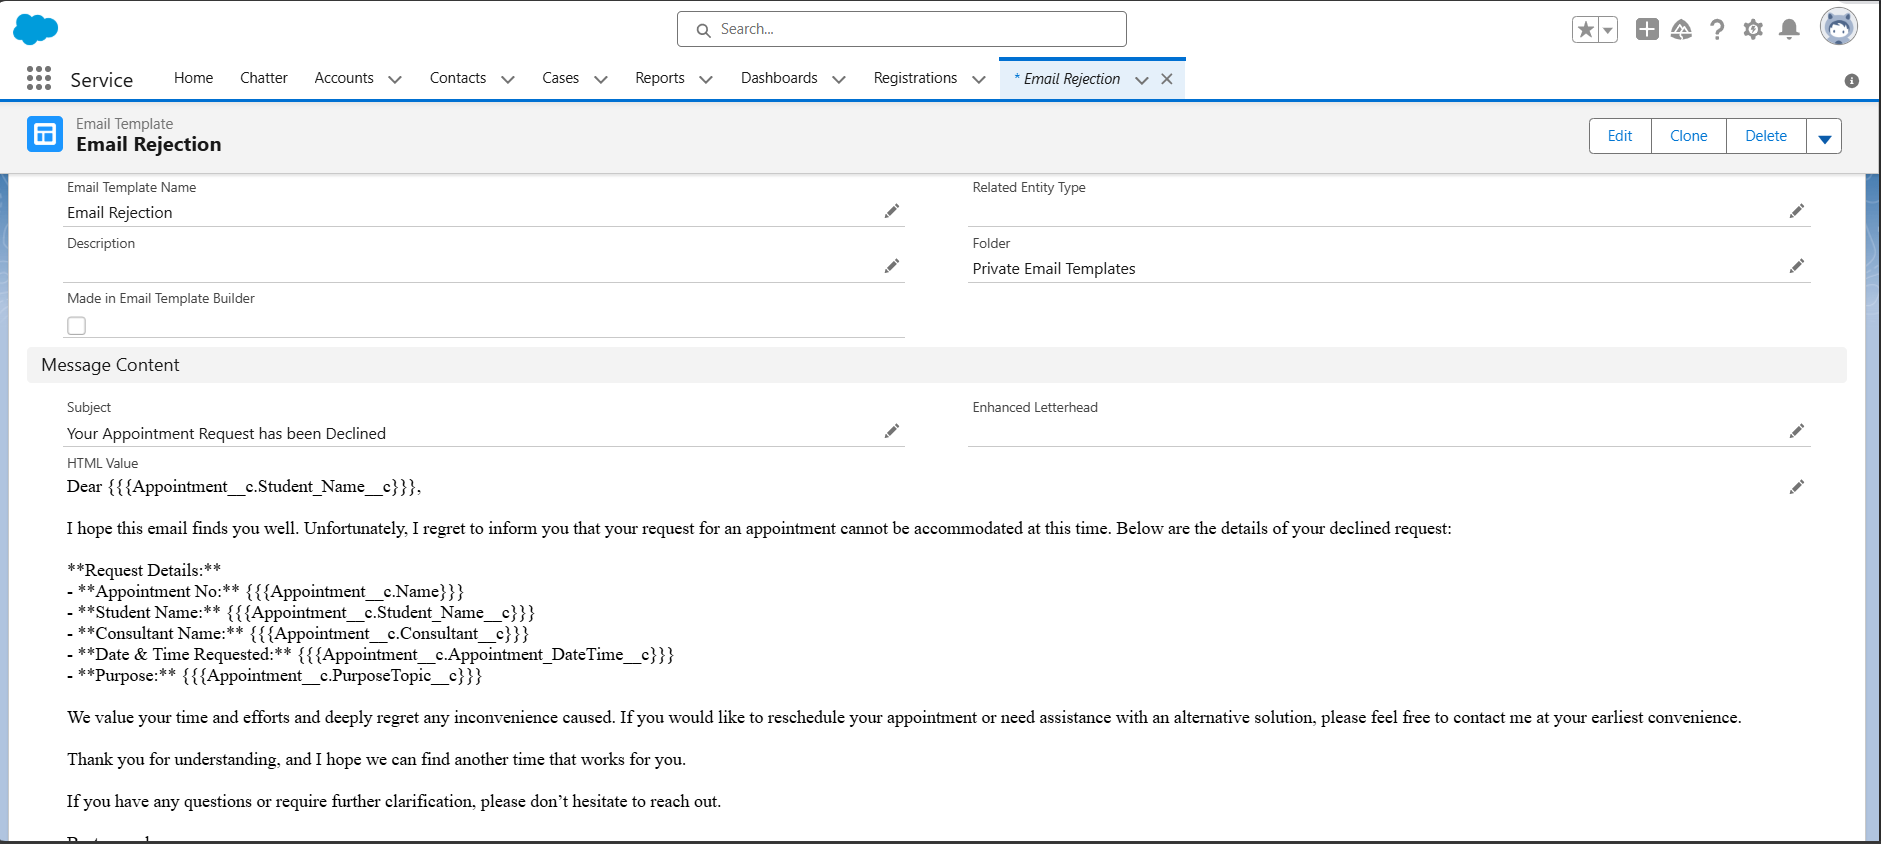 Search...
Service
Home
Chatter
Accounts
Contacts
Cases
Reports
Dashboards
Registrations
* Email Rejection
Email Template
Email Rejection
Edit
Clone
Delete
Email Template Name
Related Entity Type
Email Rejection
Description
Folder
Private Email Templates
Made in Email Template Builder
Message Content
Subject
Enhanced Letterhead
Your Appointment Request has been Declined
HTML Value
Dear {{{Appointment__c.Student_Name__c}}},
I hope this email finds you well. Unfortunately, I regret to inform you that your request for an appointment cannot be accommodated at this time. Below are the details of your declined request:
**Request Details:**
- **Appointment No:** {{{Appointment__c.Name}}}
- **Student Name:** {{{Appointment__c.Student_Name__c}}}
- **Consultant Name:** {{{Appointment__c.Consultant__c}}}
- **Date & Time Requested:** {{{Appointment__c.Appointment_DateTime__c}}}
- **Purpose:** {{{Appointment__c.PurposeTopic__c}}}
We value your time and efforts and deeply regret any inconvenience caused. If you would like to reschedule your appointment or need assistance with an alternative solution, please feel free to contact me at your earliest convenience.
Thank you for understanding, and I hope we can find another time that works for you.
If you have any questions or require further clarification, please don’t hesitate to reach out.